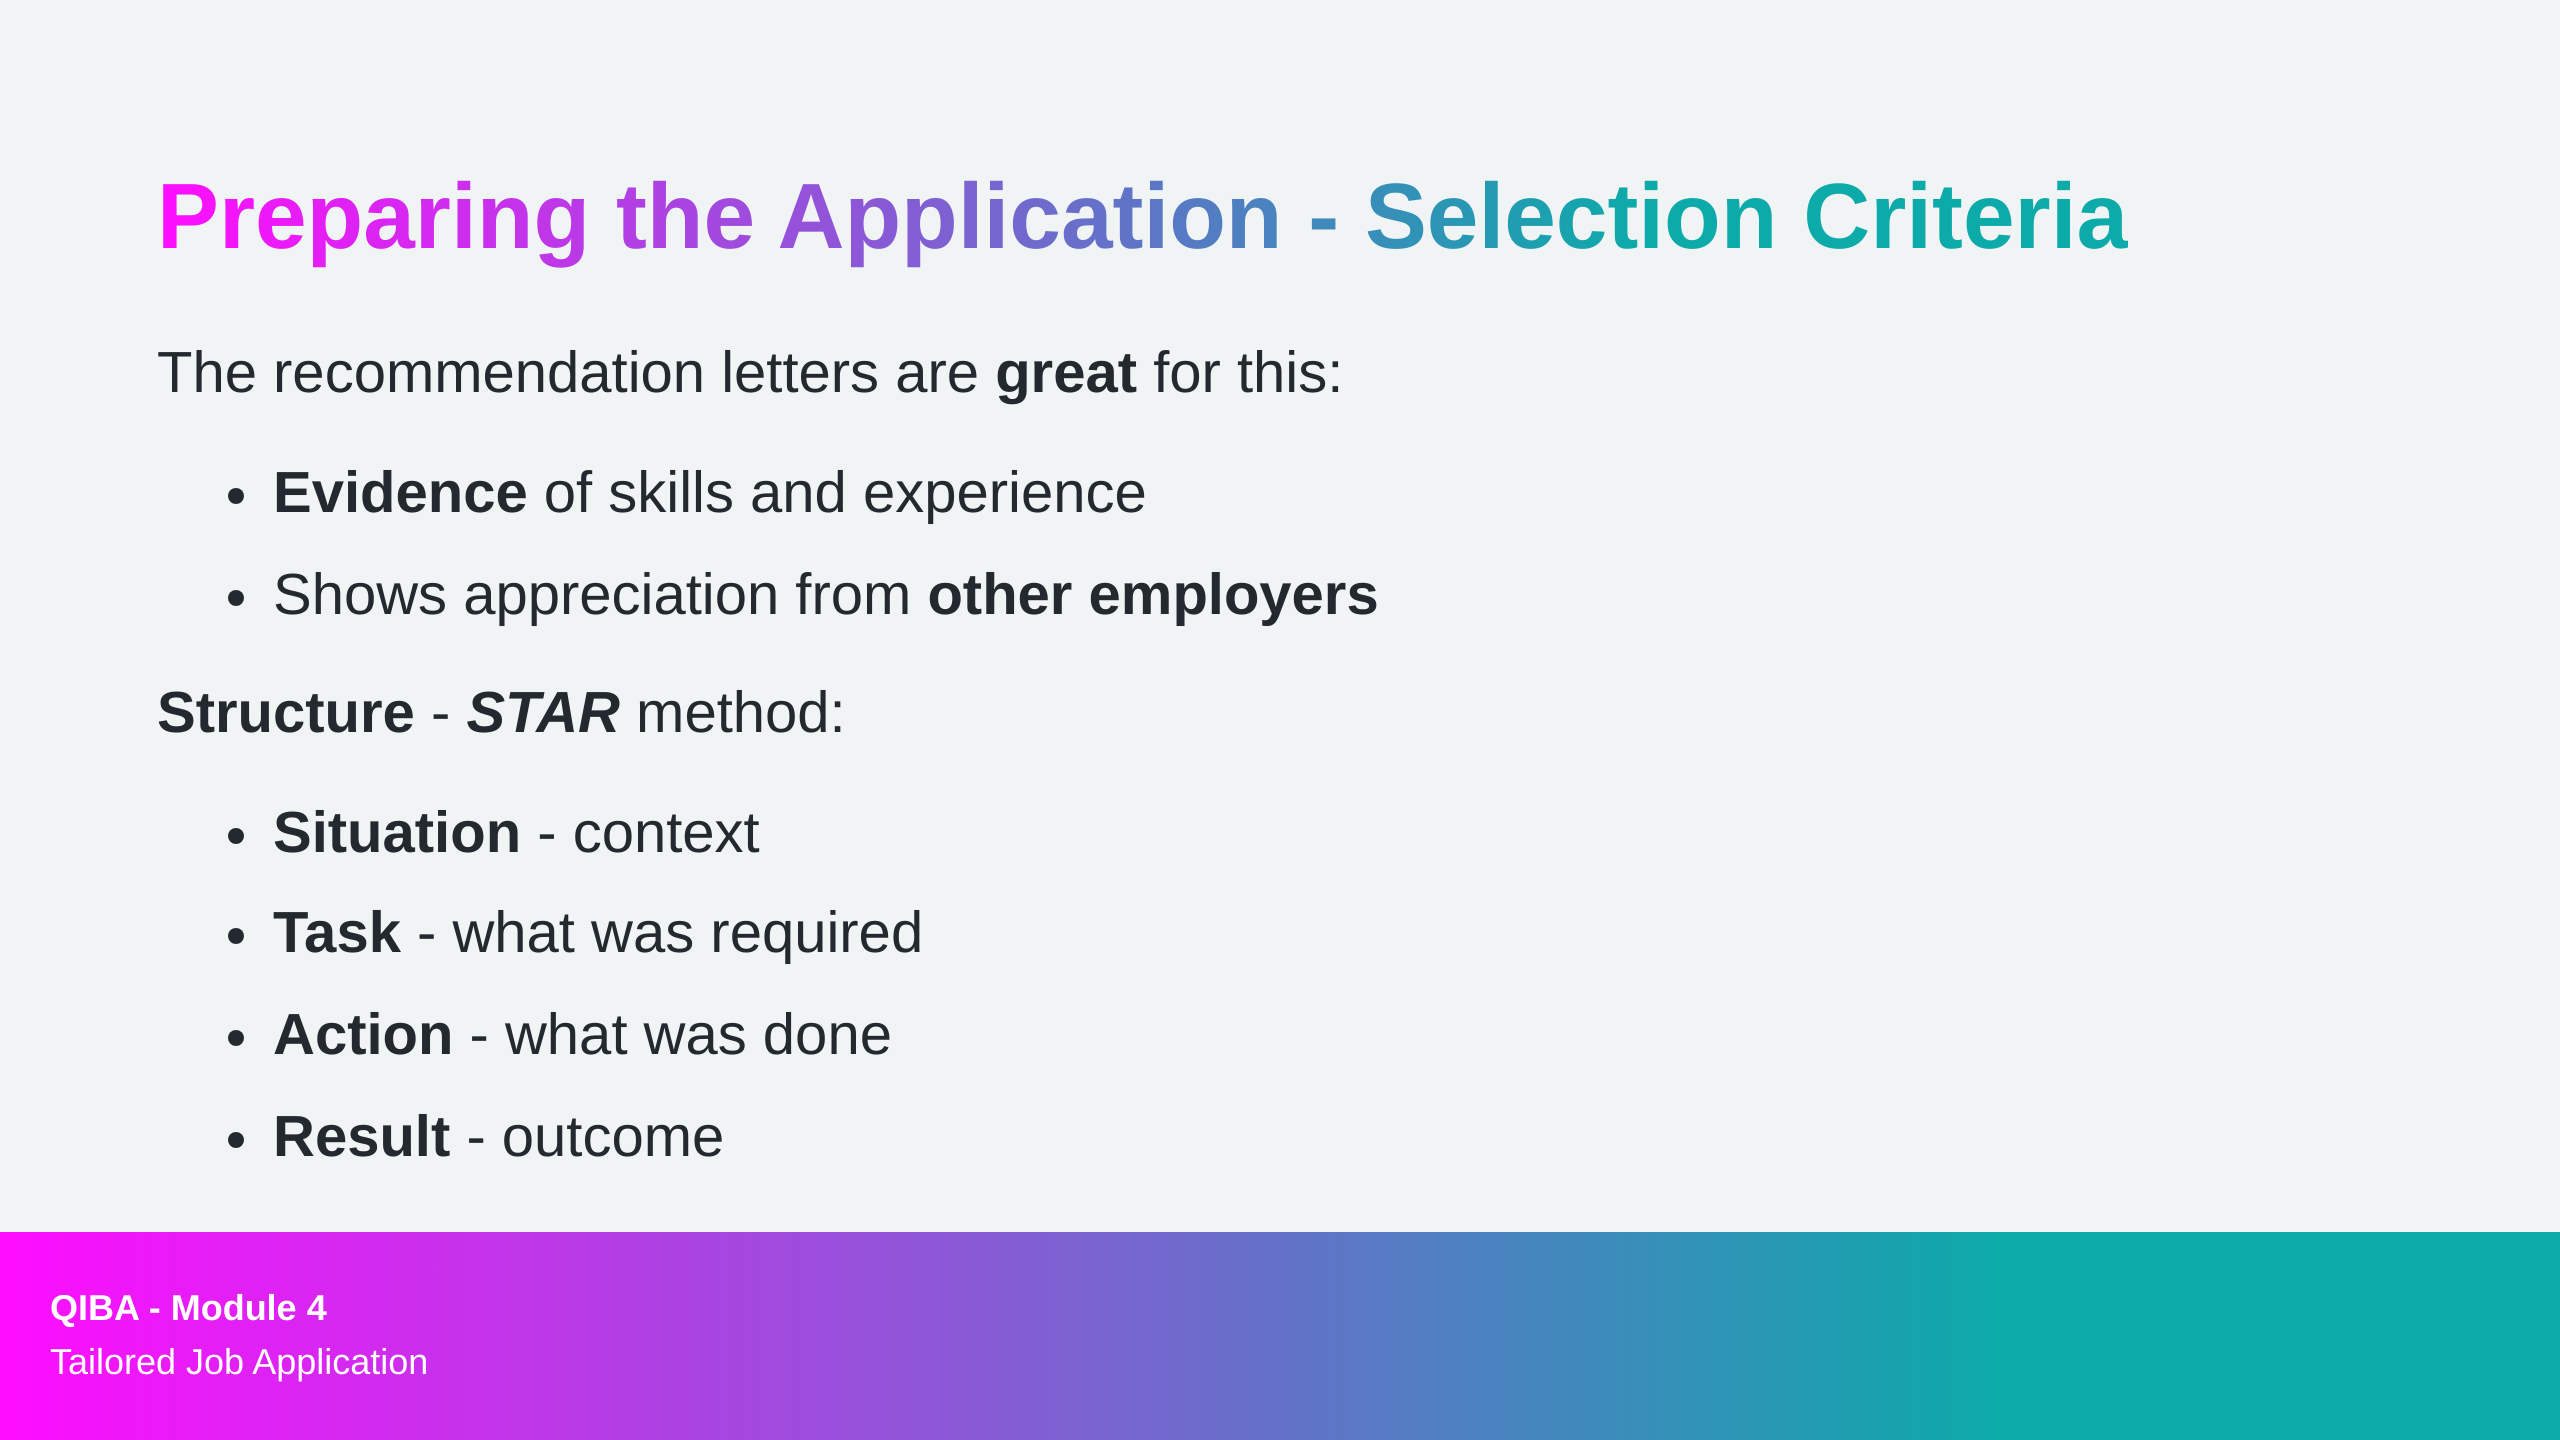 Preparing the Application - Selection Criteria
The recommendation letters are great for this:
• Evidence of skills and experience
• Shows appreciation from other employers
Structure - STAR method:
• Situation - context
• Task - what was required
• Action - what was done
• Result - outcome
QIBA - Module 4
Tailored Job Application